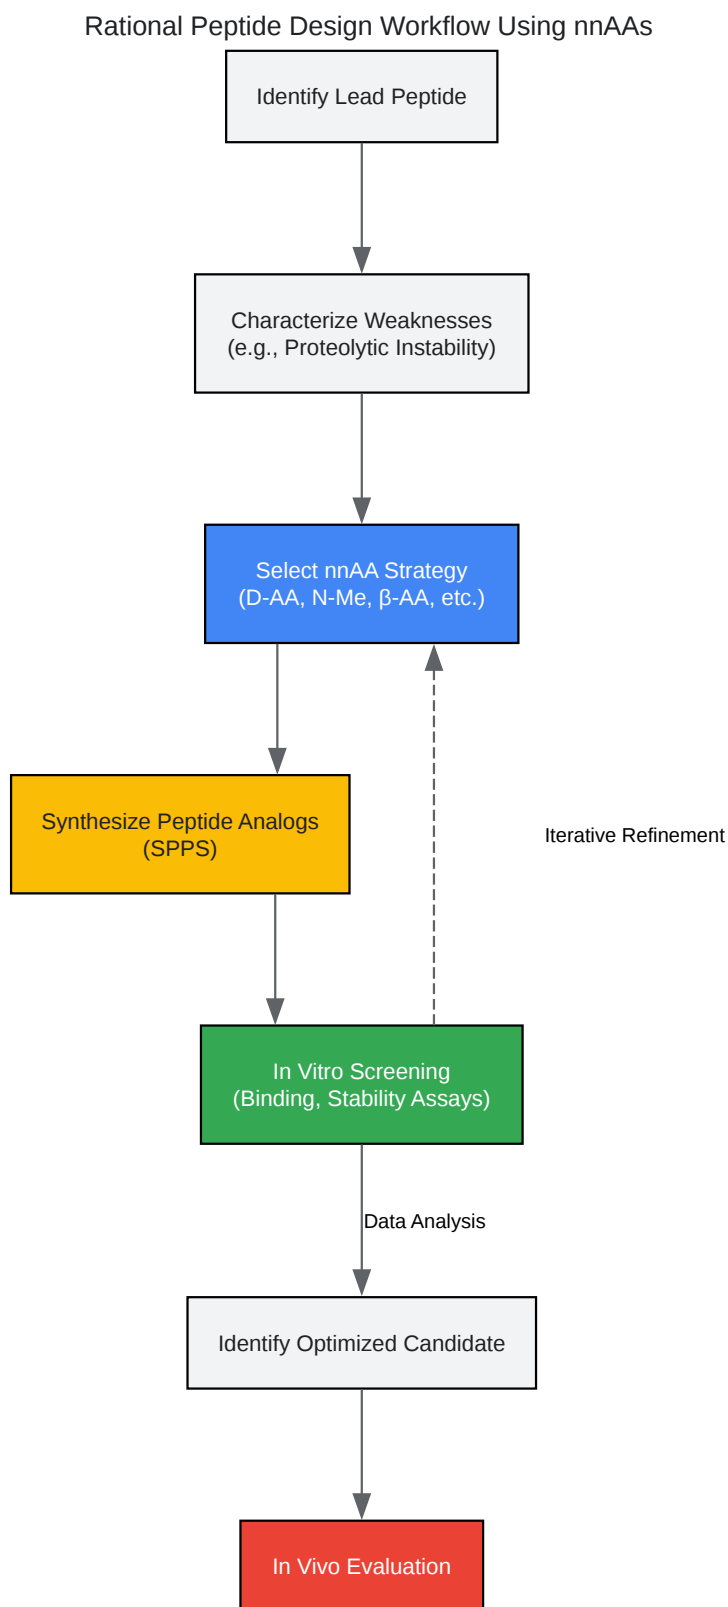 Rational Peptide Design Workflow Using nnAAs
Identify Lead Peptide
Characterize Weaknesses
(e.g., Proteolytic Instability)
Select nnAA Strategy
(D-AA, N-Me, β-AA, etc.)
Synthesize Peptide Analogs
(SPPS)
Iterative Refinement
In Vitro Screening
(Binding, Stability Assays)
Data Analysis
Identify Optimized Candidate
In Vivo Evaluation